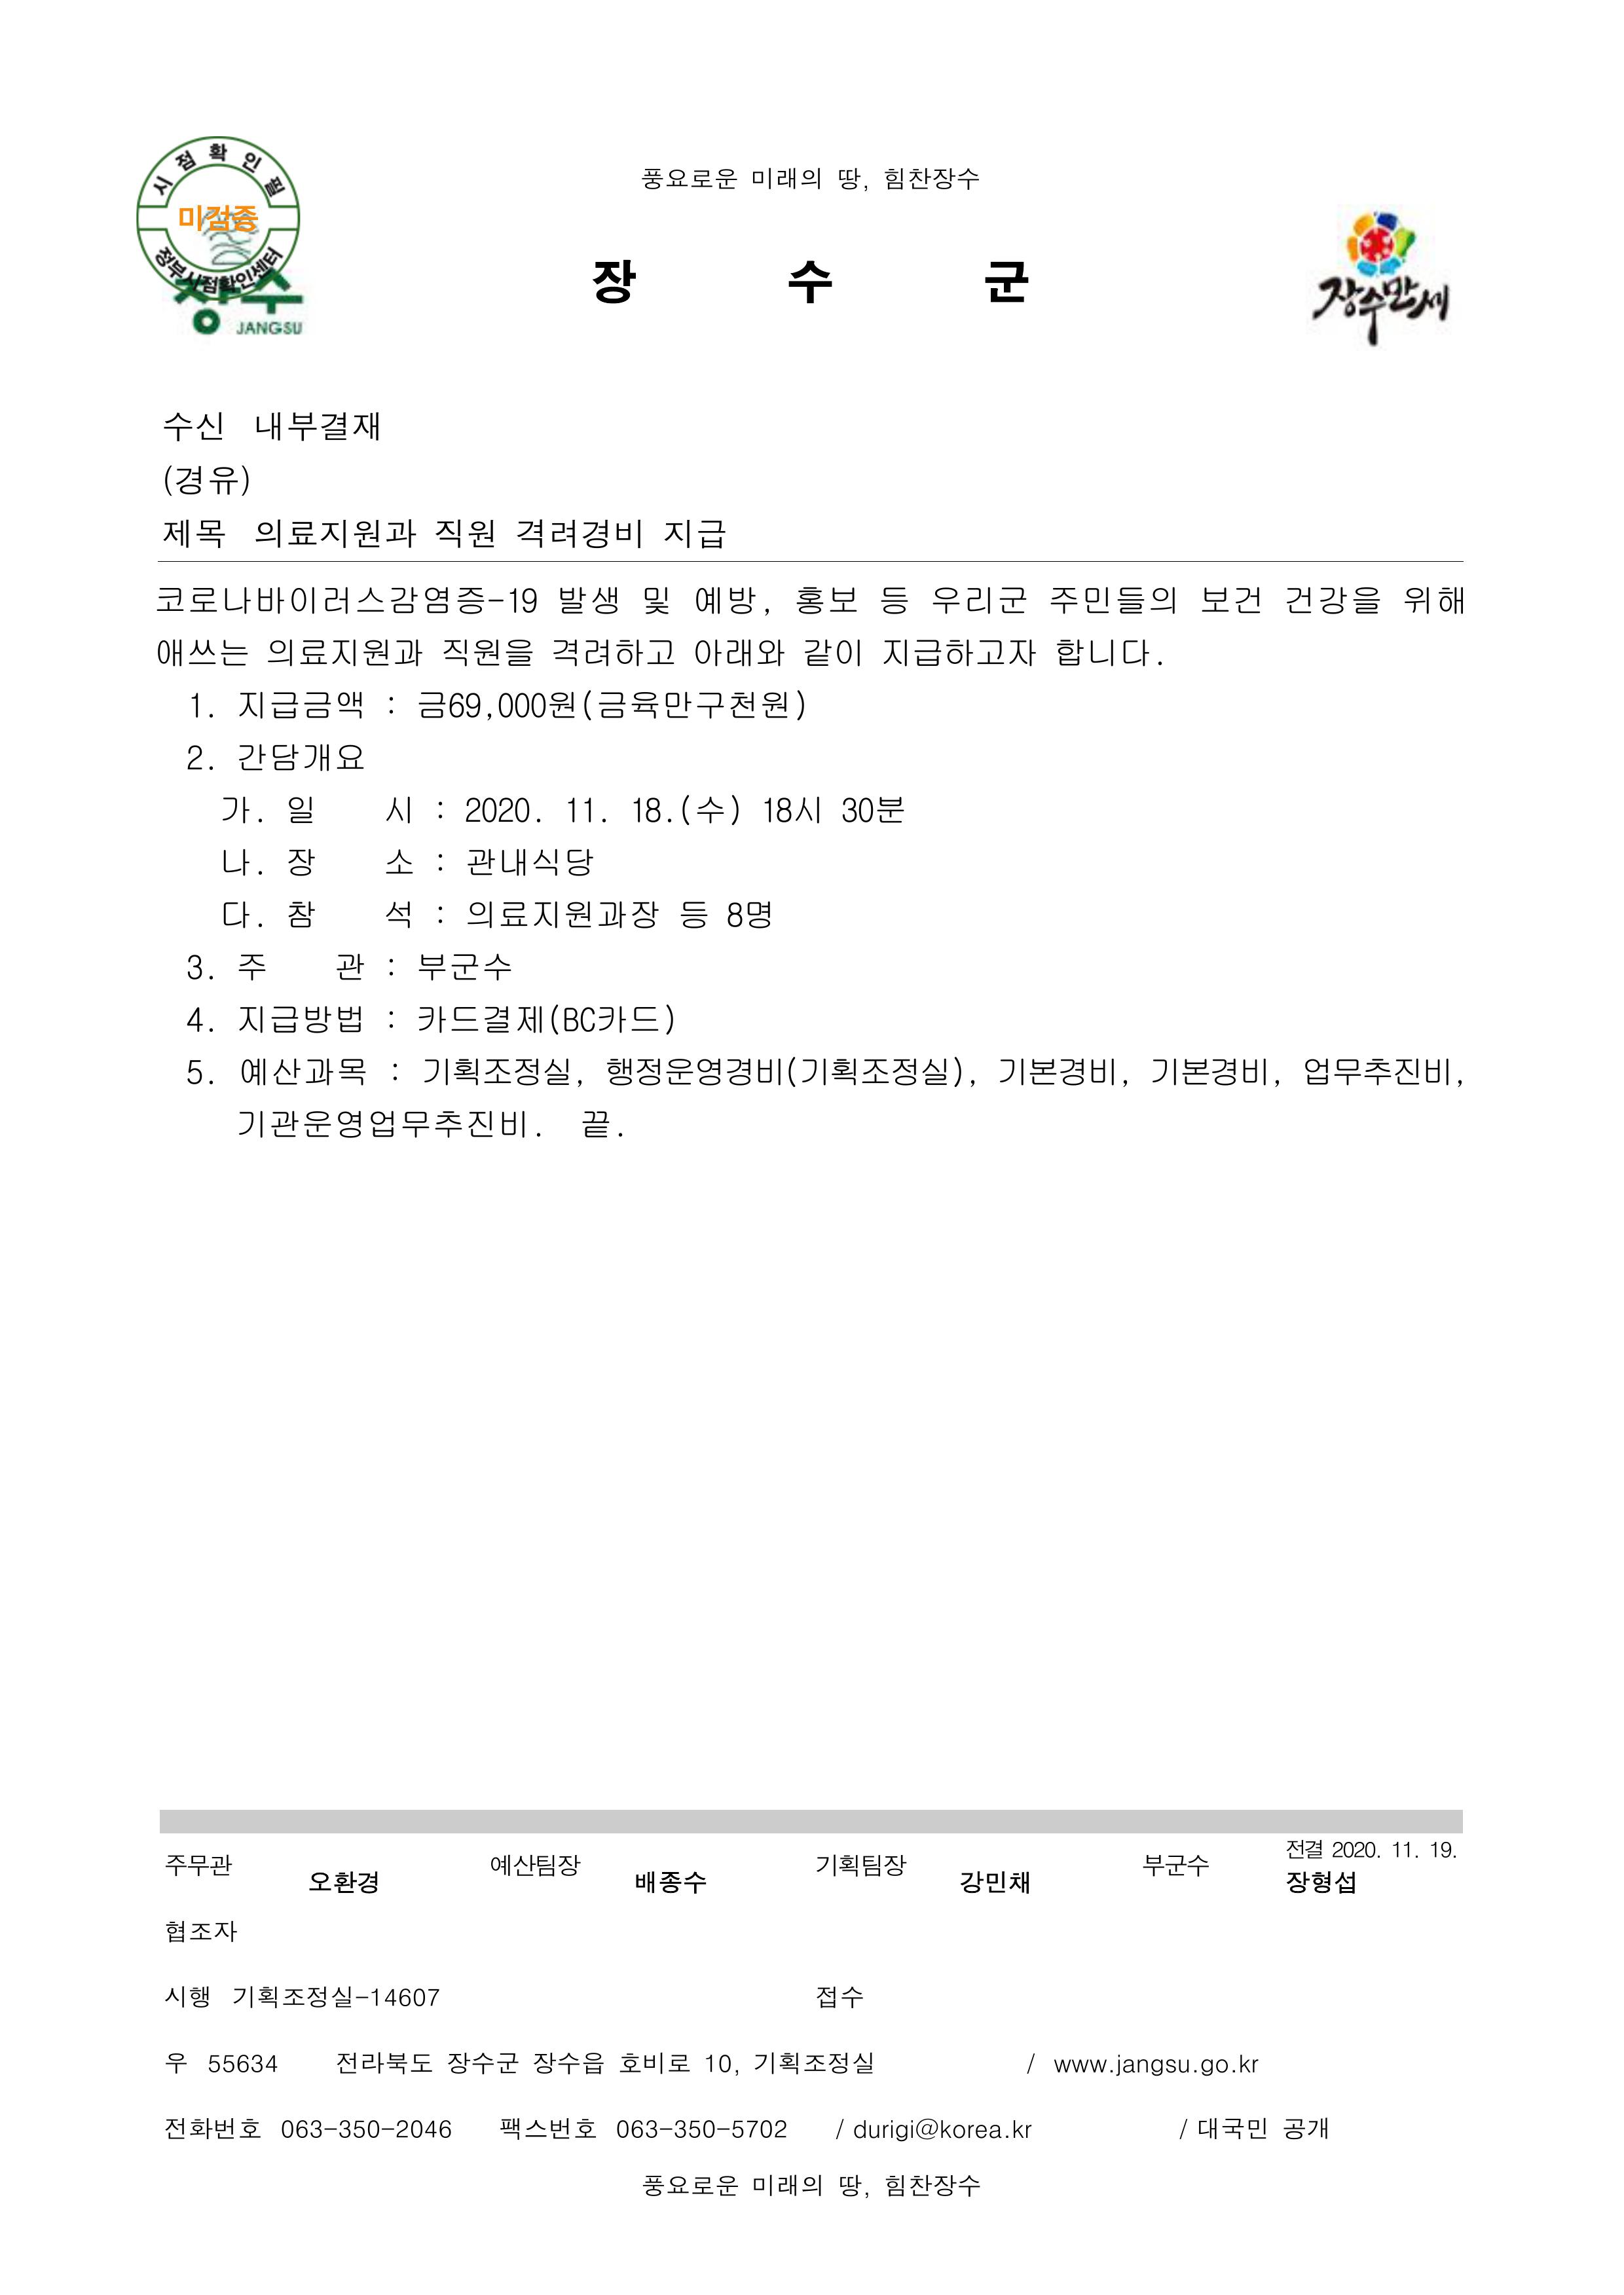 시점확인필
미검증
정부시점확인센터
장수
JANGSU
풍요로운 미래의 땅, 힘찬장수
장 수 군
장수만세
수신 내부결재
(경유)
제목 의료지원과 직원 격려경비 지급
코로나바이러스감염증-19 발생 및 예방, 홍보 등 우리군 주민들의 보건 건강을 위해
애쓰는 의료지원과 직원을 격려하고 아래와 같이 지급하고자 합니다.
1. 지급금액 : 금69,000원(금육만구천원)
2. 간담개요
가. 일 시 : 2020. 11. 18.(수) 18시 30분
나. 장 소 : 관내식당
다. 참 석 : 의료지원과장 등 8명
3. 주 관 : 부군수
4. 지급방법 : 카드결제(BC카드)
5. 예산과목 : 기획조정실, 행정운영경비(기획조정실), 기본경비, 기본경비, 업무추진비,
기관운영업무추진비. 끝.
주무관 오환경 예산팀장 배종수 기획팀장 강민채 부군수 전결 2020. 11. 19. 장형섭
협조자
시행 기획조정실-14607 접수
우 55634 전라북도 장수군 장수읍 호비로 10, 기획조정실 / www.jangsu.go.kr
전화번호 063-350-2046 팩스번호 063-350-5702 / durigi@korea.kr / 대국민 공개
풍요로운 미래의 땅, 힘찬장수